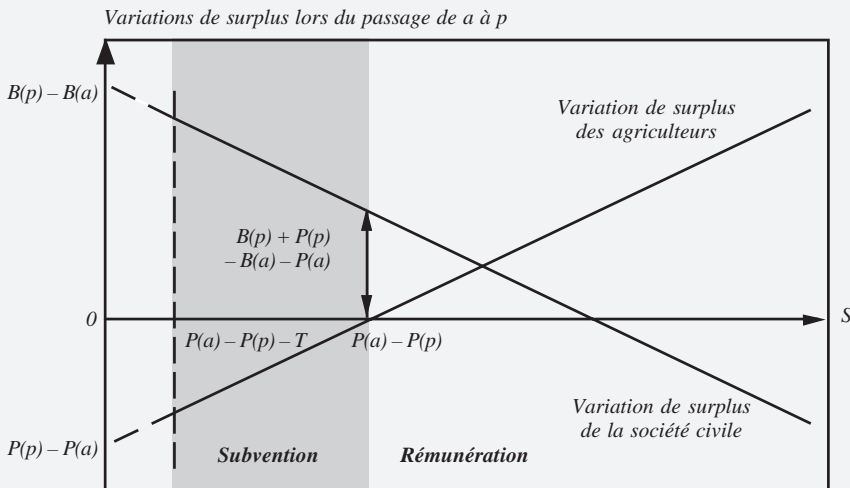 Variations de surplus lors du passage de a à p
B(p) – B(a)
Variation de surplus
des agriculteurs
B(p) + P(p)
– B(a) – P(a)
0
S
P(a) – P(p) – T
P(a) – P(p)
Variation de surplus
de la société civile
P(p) – P(a)
Subvention
Rémunération